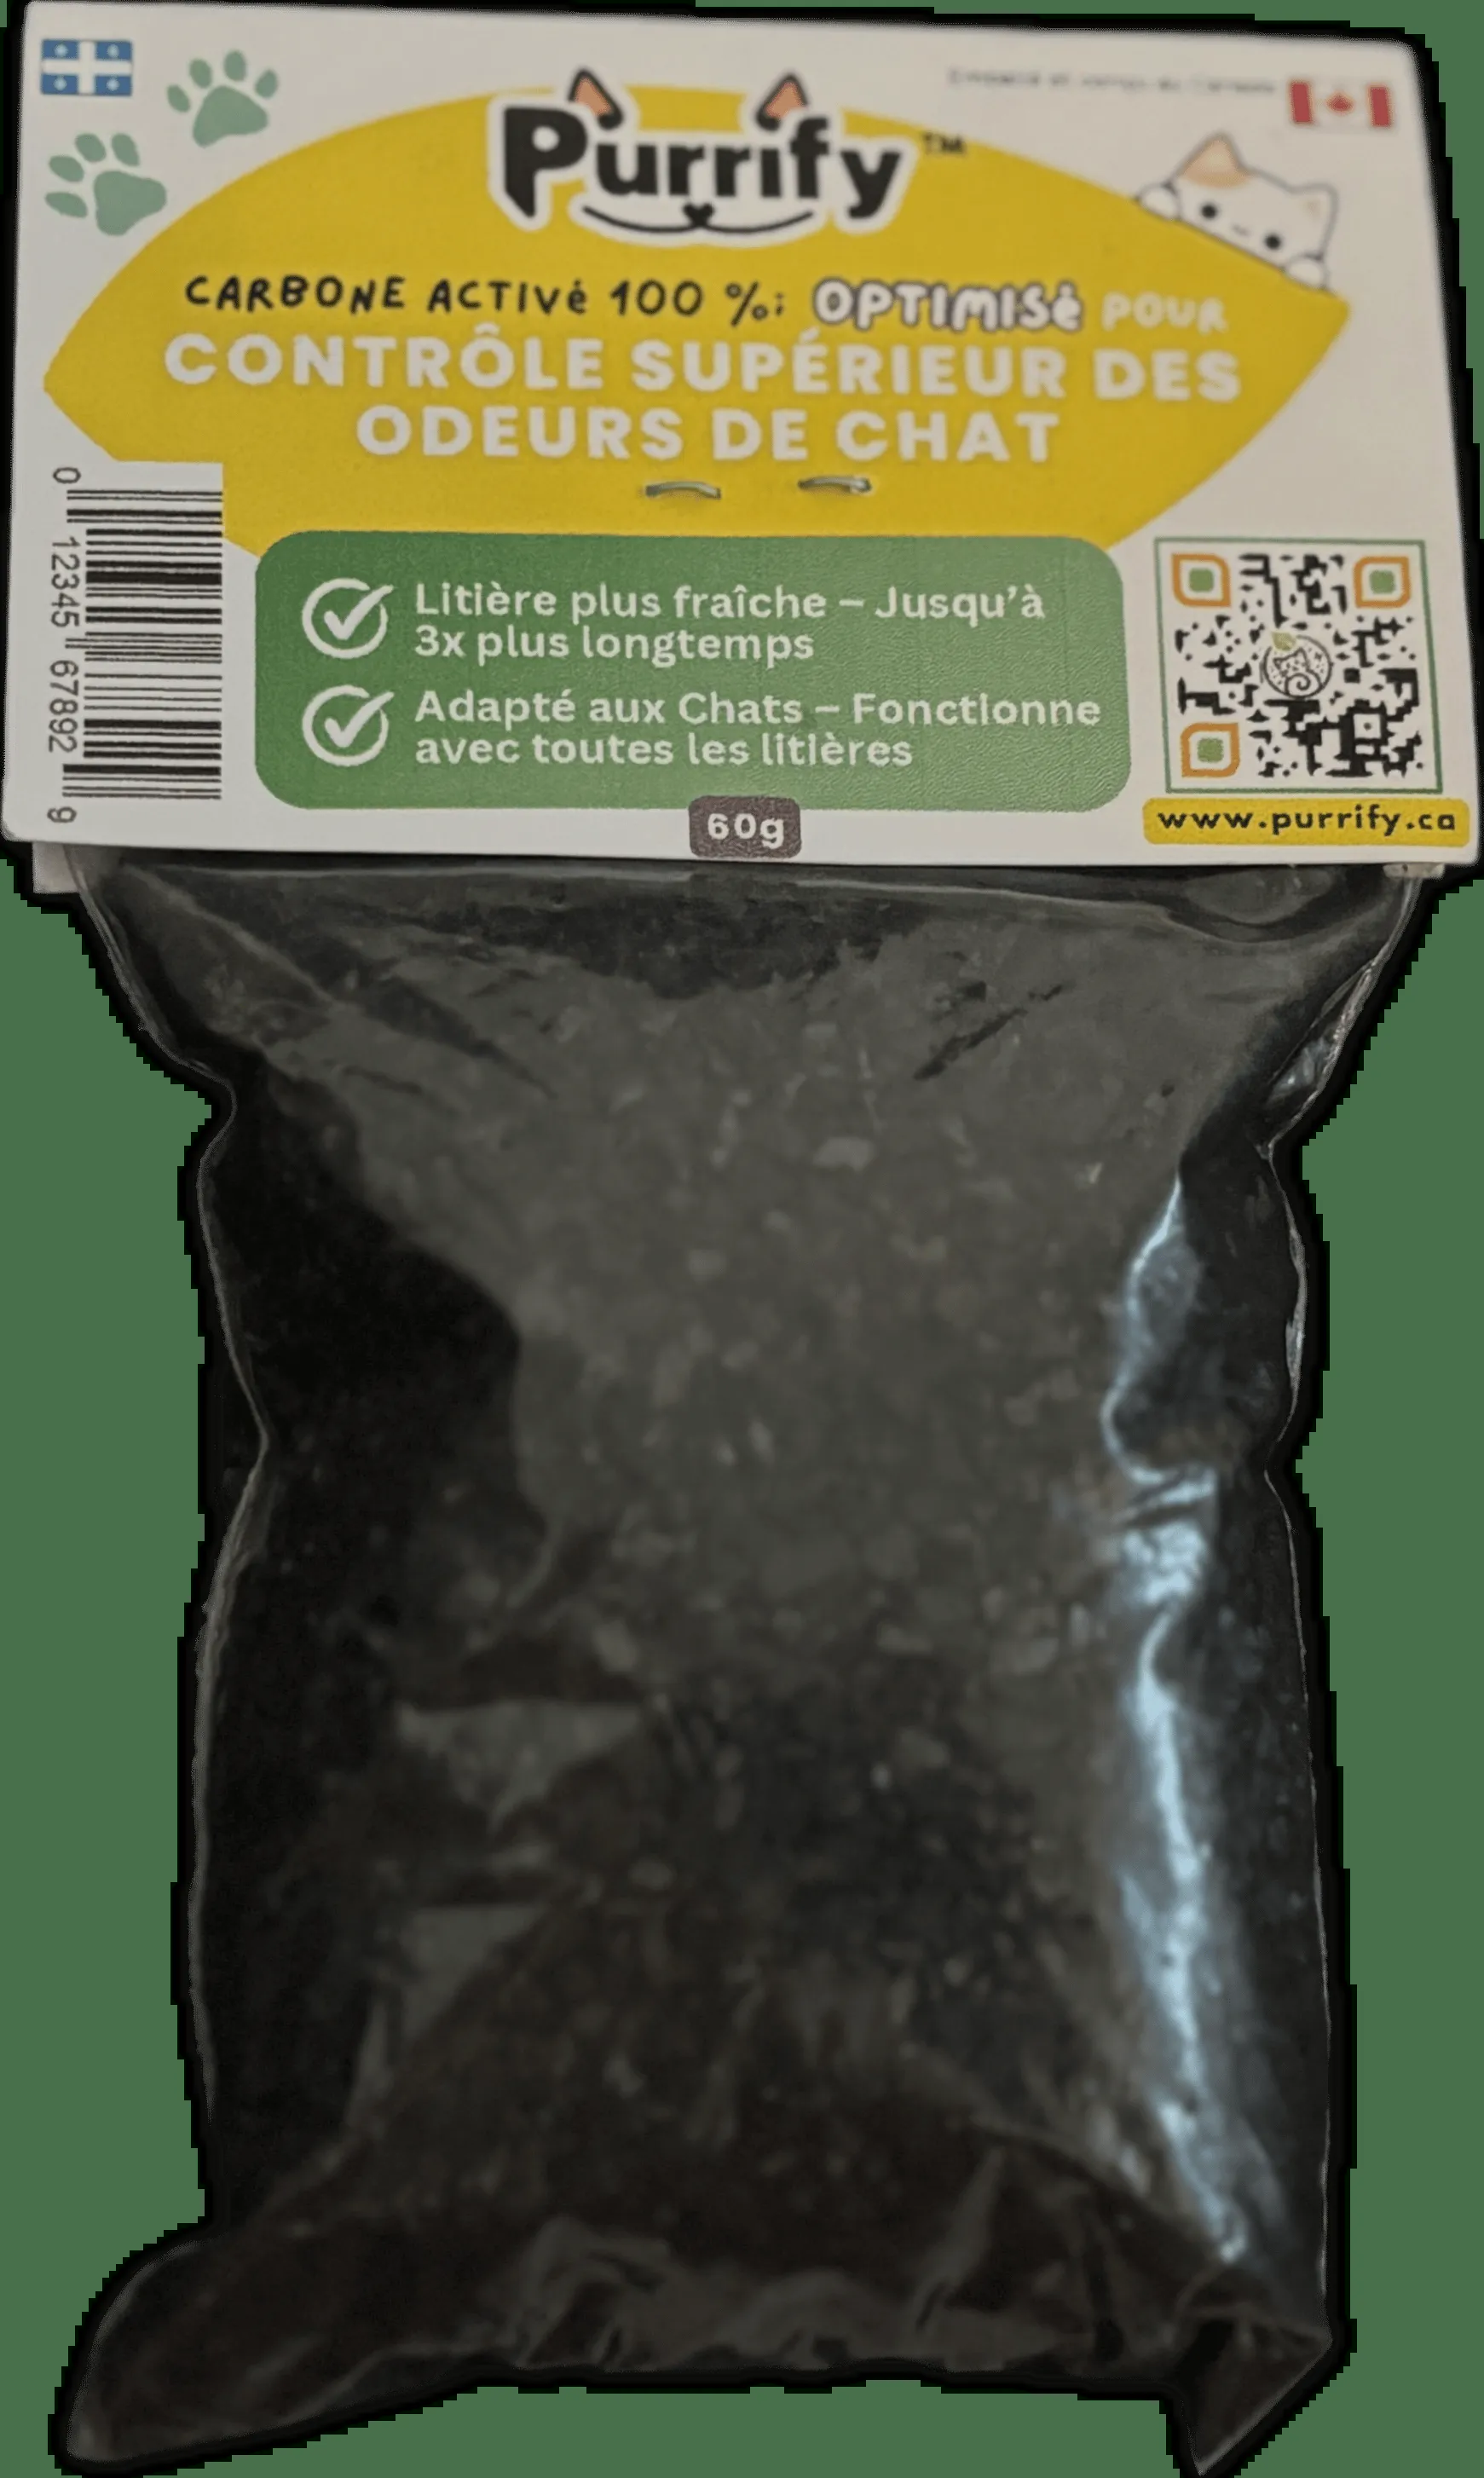 Purrify™
CARBONE ACTIVé 100 %: OPTIMISé POUR
CONTRÔLE SUPÉRIEUR DES
ODEURS DE CHAT
Litière plus fraîche – Jusqu'à
3x plus longtemps
Adapté aux Chats – Fonctionne
avec toutes les litières
60g
0 12345 67892 9
www.purrify.ca